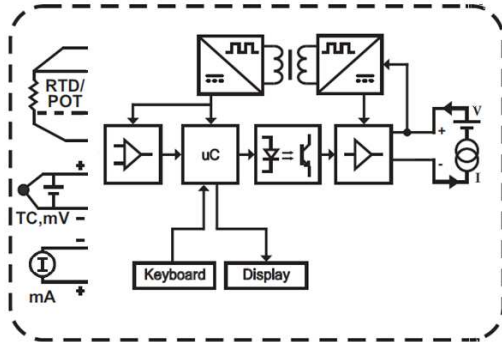 RTD/
POT
+
TC,mV
-
-
mA
+
uC
Keyboard
Display
V
+
-
I
I